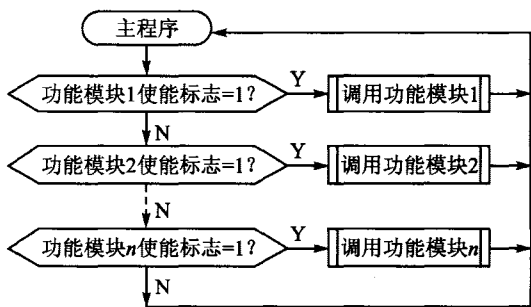 主程序
功能模块1使能标志=1?
Y
调用功能模块1
N
功能模块2使能标志=1?
Y
调用功能模块2
N
功能模块n使能标志=1?
Y
调用功能模块n
N